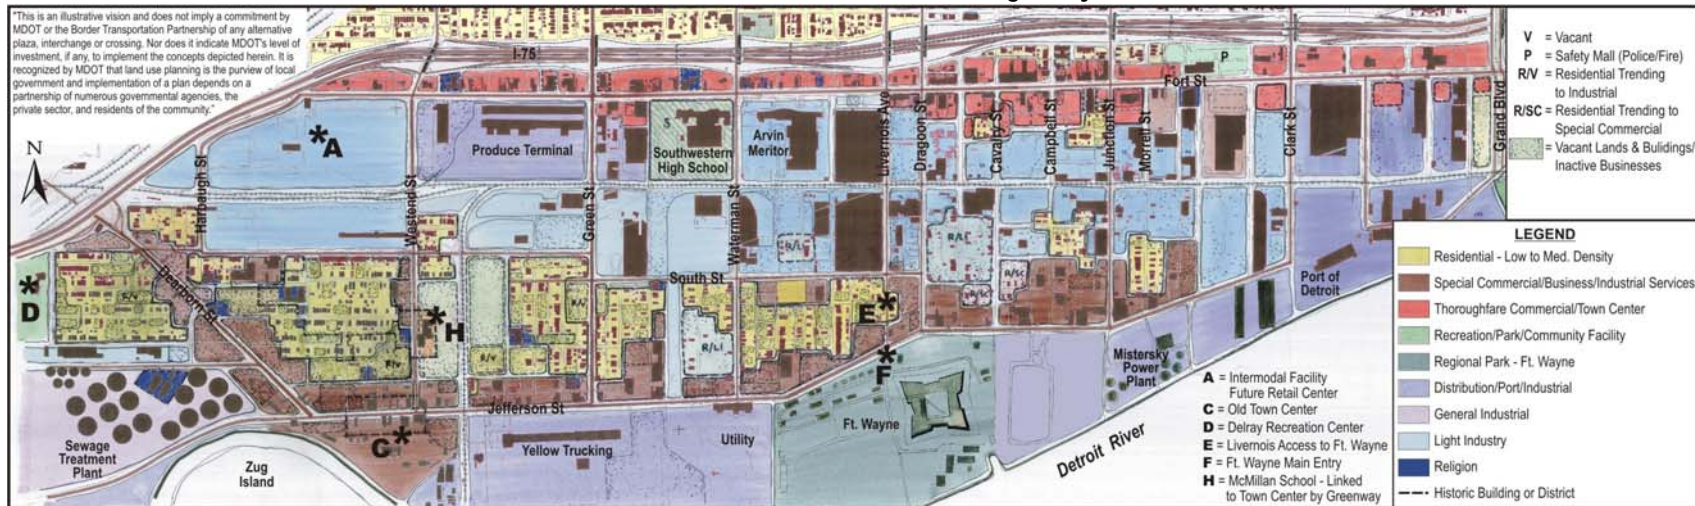 "This is an illustrative vision and does not imply a commitment by
MDOT or the Border Transportation Partnership of any alternative
plaza, interchange or crossing. Nor does it indicate MDOT's level of
investment, if any, to implement the concepts depicted herein. It is
recognized by MDOT that land use planning is the purview of local
government and implementation of a plan depends on a
partnership of numerous governmental agencies, the
private sector, and residents of the community."
I-75
P
Fort St
V = Vacant
P = Safety Mall (Police/Fire)
R/V = Residential Trending
to Industrial
R/SC = Residential Trending to
Special Commercial
= Vacant Lands & Bulidings/
Inactive Businesses
N
A
Produce Terminal
S
Southwestern
High School
Arvin
Meritor
Harbaugh St
Westend St
Green St
Waterman St
Livernois Ave
Dragoon St
Cavalry St
Campbell St
Junction St
Morrell St
Clark St
Grand Blvd
Dearborn St
South St
R/LI
R/LI
R/SC
R/SC
R/LI
R/V
R/V
R/V
R/V
D
H
E
F
C
Port of
Detroit
Mistersky
Power
Plant
Jefferson St
Sewage
Treatment
Plant
Zug
Island
Yellow Trucking
Utility
Ft. Wayne
Detroit River
A = Intermodal Facility
Future Retail Center
C = Old Town Center
D = Delray Recreation Center
E = Livernois Access to Ft. Wayne
F = Ft. Wayne Main Entry
H = McMillan School - Linked
to Town Center by Greenway
LEGEND
Residential - Low to Med. Density
Special Commercial/Business/Industrial Services
Thoroughfare Commercial/Town Center
Recreation/Park/Community Facility
Regional Park - Ft. Wayne
Distribution/Port/Industrial
General Industrial
Light Industry
Religion
Historic Building or District